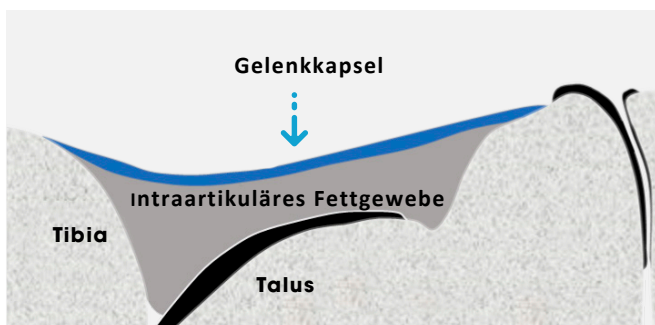 Gelenkkapsel
Intraartikuläres Fettgewebe
Tibia
Talus